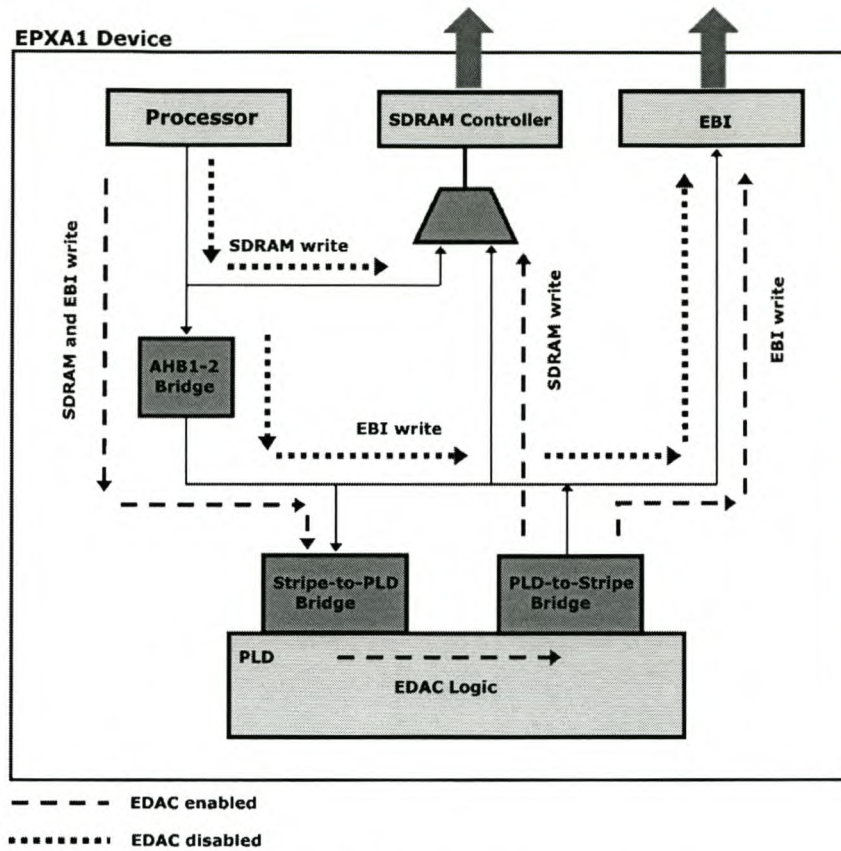 EPXA1 Device
Processor
SDRAM Controller
EBI
SDRAM write
SDRAM and EBI write
AHB1-2
Bridge
EBI write
SDRAM write
EBI write
Stripe-to-PLD
Bridge
PLD-to-Stripe
Bridge
PLD
EDAC Logic
EDAC enabled
EDAC disabled